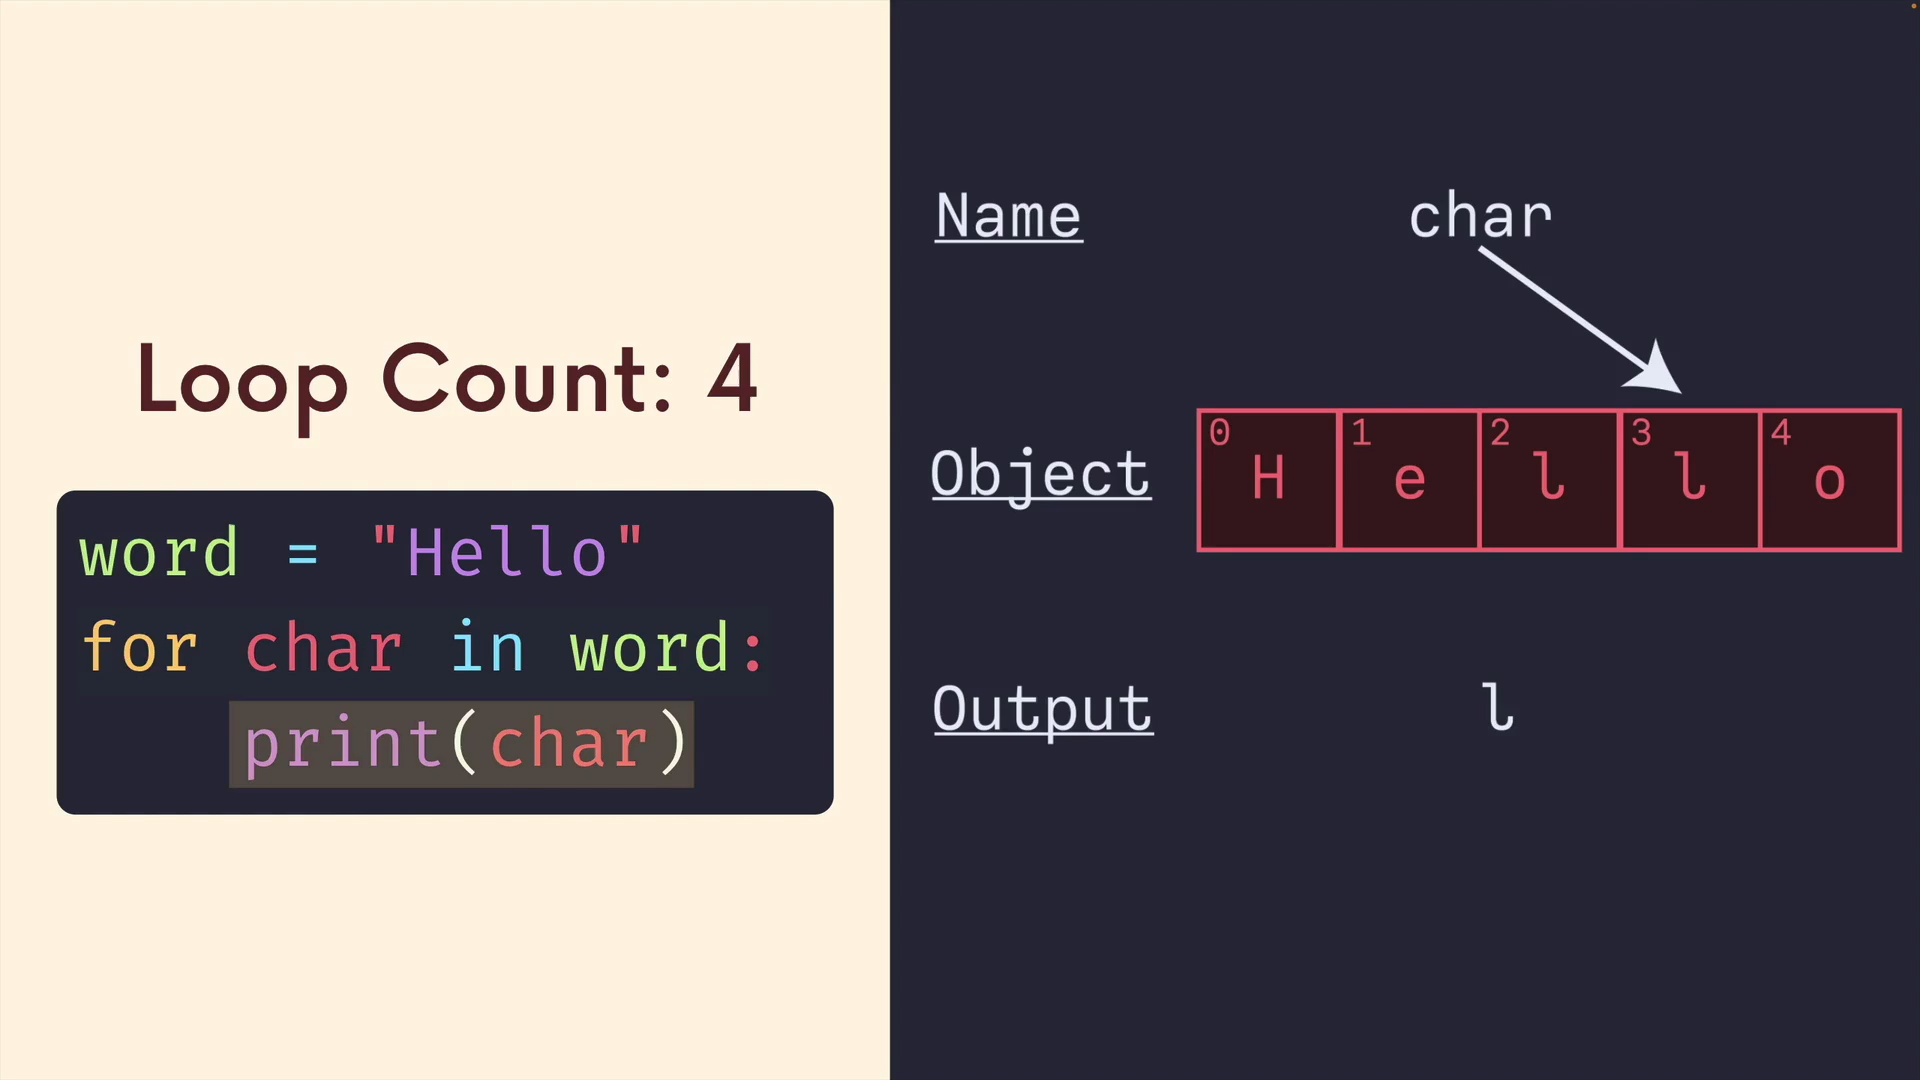 Loop Count: 4
word = "Hello"
for char in word:
    print(char)
Name char
Object 0 H 1 e 2 l 3 l 4 o
Output l